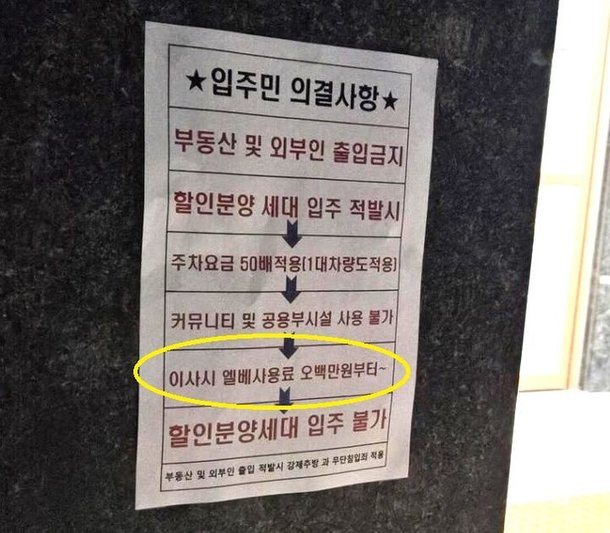 ★입주민 의결사항★
부동산 및 외부인 출입금지
할인분양 세대 입주 적발시
주차요금 50배적용(1대차량도적용)
커뮤니티 및 공용부시설 사용 불가
이사시 엘베사용료 오백만원부터~
할인분양세대 입주 불가
부동산 및 외부인 출입 적발시 강제추방 과 무단침입죄 적용